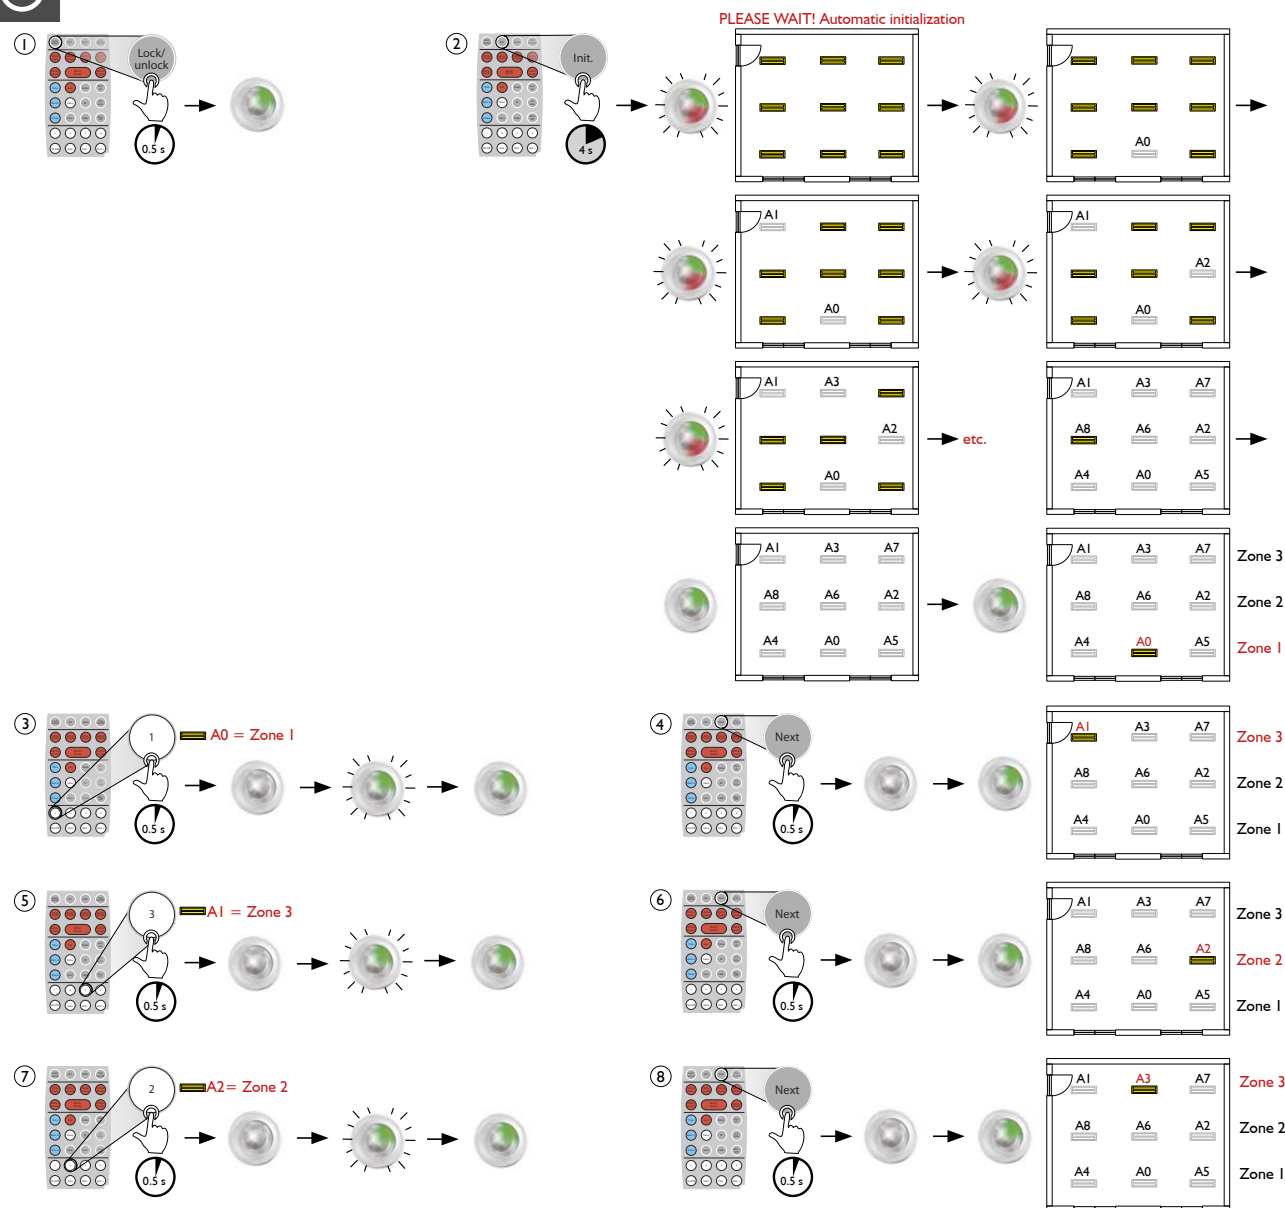 PLEASE WAIT! Automatic initialization
1
Lock/
unlock
0.5 s
2
Init.
4 s
A0
A1
A0
A1
A2
A0
A1 A3
A2
A0
etc.
A1 A3 A7
A8 A6 A2
A4 A0 A5
A1 A3 A7
A8 A6 A2
A4 A0 A5
A1 A3 A7 Zone 3
A8 A6 A2 Zone 2
A4 A0 A5 Zone 1
3
1
A0 = Zone 1
0.5 s
4
Next
0.5 s
A1 A3 A7 Zone 3
A8 A6 A2 Zone 2
A4 A0 A5 Zone 1
5
3
A1 = Zone 3
0.5 s
6
Next
0.5 s
A1 A3 A7 Zone 3
A8 A6 A2 Zone 2
A4 A0 A5 Zone 1
7
2
A2= Zone 2
0.5 s
8
Next
0.5 s
A1 A3 A7 Zone 3
A8 A6 A2 Zone 2
A4 A0 A5 Zone 1